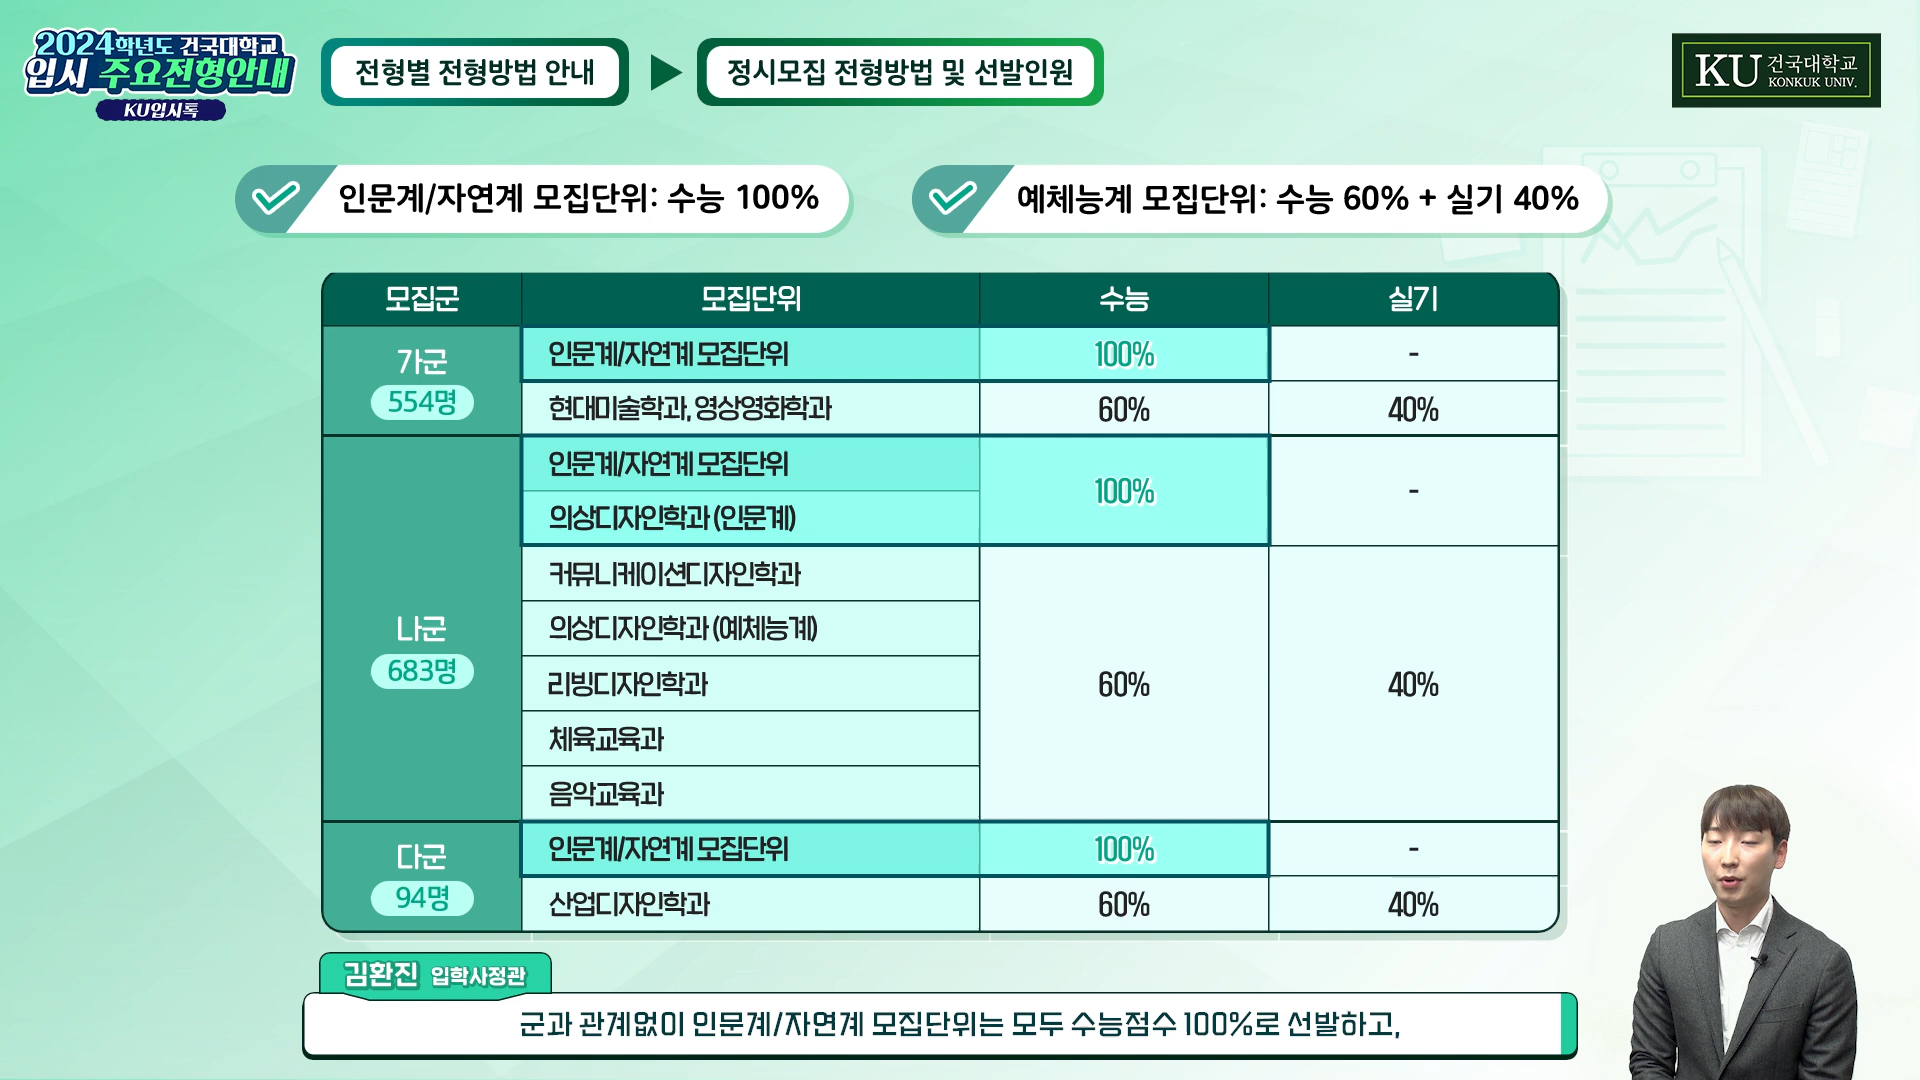 2024학년도 건국대학교
입시 주요전형안내
KU입시톡
전형별 전형방법 안내
정시모집 전형방법 및 선발인원
KU 건국대학교
KONKUK UNIV.
인문계/자연계 모집단위: 수능 100%
예체능계 모집단위: 수능 60% + 실기 40%
모집군 모집단위 수능 실기
가군
554명
인문계/자연계 모집단위 100% -
현대미술학과, 영상영화학과 60% 40%
나군
683명
인문계/자연계 모집단위
의상디자인학과 (인문계)
100% -
커뮤니케이션디자인학과
의상디자인학과 (예체능계)
리빙디자인학과
체육교육과
음악교육과
60% 40%
다군
94명
인문계/자연계 모집단위 100% -
산업디자인학과 60% 40%
김환진 입학사정관
군과 관계없이 인문계/자연계 모집단위는 모두 수능점수 100%로 선발하고,